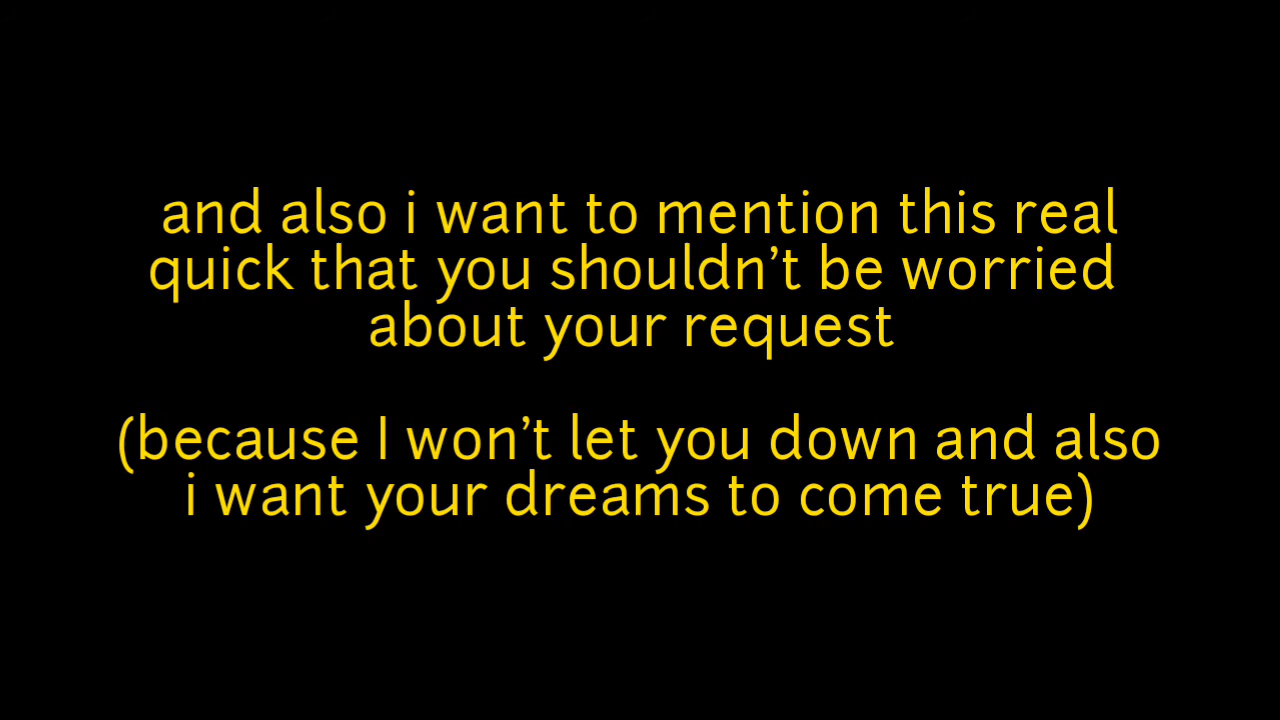 and also i want to mention this real
quick that you shouldn’t be worried
about your request
(because I won’t let you down and also
i want your dreams to come true)